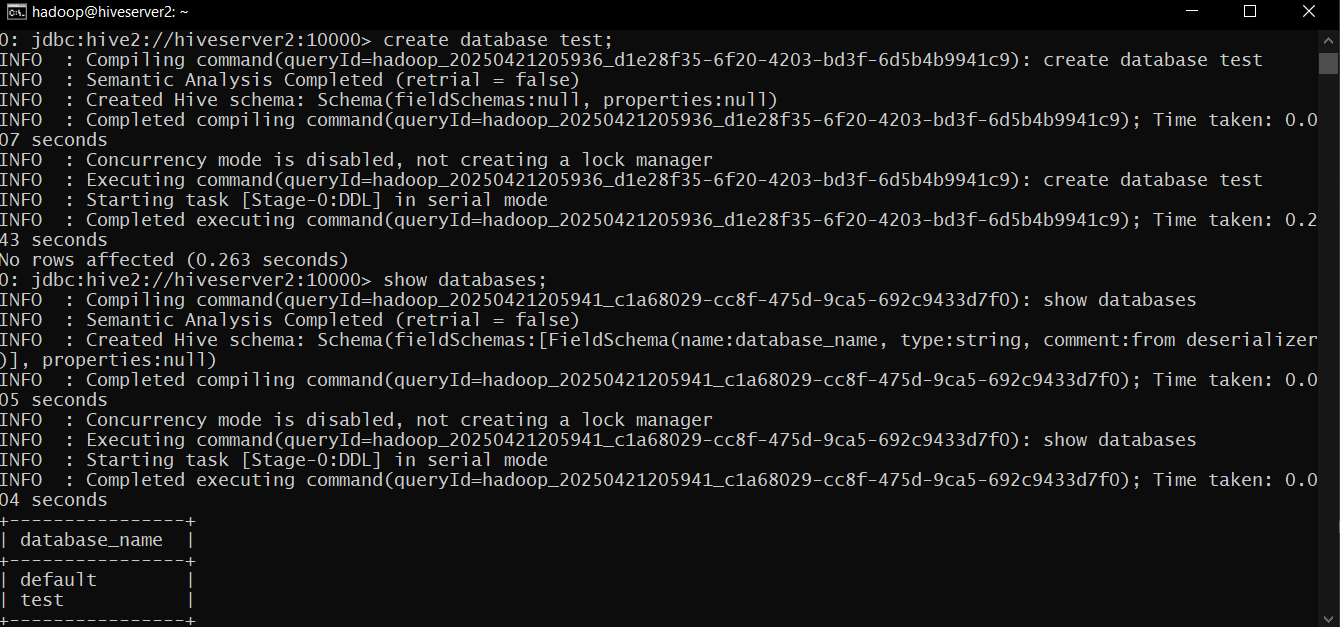 hadoop@hiveserver2: ~
0: jdbc:hive2://hiveserver2:10000> create database test;
INFO  : Compiling command(queryId=hadoop_20250421205936_d1e28f35-6f20-4203-bd3f-6d5b4b9941c9): create database test
INFO  : Semantic Analysis Completed (retrial = false)
INFO  : Created Hive schema: Schema(fieldSchemas:null, properties:null)
INFO  : Completed compiling command(queryId=hadoop_20250421205936_d1e28f35-6f20-4203-bd3f-6d5b4b9941c9); Time taken: 0.0
07 seconds
INFO  : Concurrency mode is disabled, not creating a lock manager
INFO  : Executing command(queryId=hadoop_20250421205936_d1e28f35-6f20-4203-bd3f-6d5b4b9941c9): create database test
INFO  : Starting task [Stage-0:DDL] in serial mode
INFO  : Completed executing command(queryId=hadoop_20250421205936_d1e28f35-6f20-4203-bd3f-6d5b4b9941c9); Time taken: 0.2
43 seconds
No rows affected (0.263 seconds)
0: jdbc:hive2://hiveserver2:10000> show databases;
INFO  : Compiling command(queryId=hadoop_20250421205941_c1a68029-cc8f-475d-9ca5-692c9433d7f0): show databases
INFO  : Semantic Analysis Completed (retrial = false)
INFO  : Created Hive schema: Schema(fieldSchemas:[FieldSchema(name:database_name, type:string, comment:from deserializer
)], properties:null)
INFO  : Completed compiling command(queryId=hadoop_20250421205941_c1a68029-cc8f-475d-9ca5-692c9433d7f0); Time taken: 0.0
05 seconds
INFO  : Concurrency mode is disabled, not creating a lock manager
INFO  : Executing command(queryId=hadoop_20250421205941_c1a68029-cc8f-475d-9ca5-692c9433d7f0): show databases
INFO  : Starting task [Stage-0:DDL] in serial mode
INFO  : Completed executing command(queryId=hadoop_20250421205941_c1a68029-cc8f-475d-9ca5-692c9433d7f0); Time taken: 0.0
04 seconds
+----------------+
| database_name  |
+----------------+
| default        |
| test           |
+----------------+